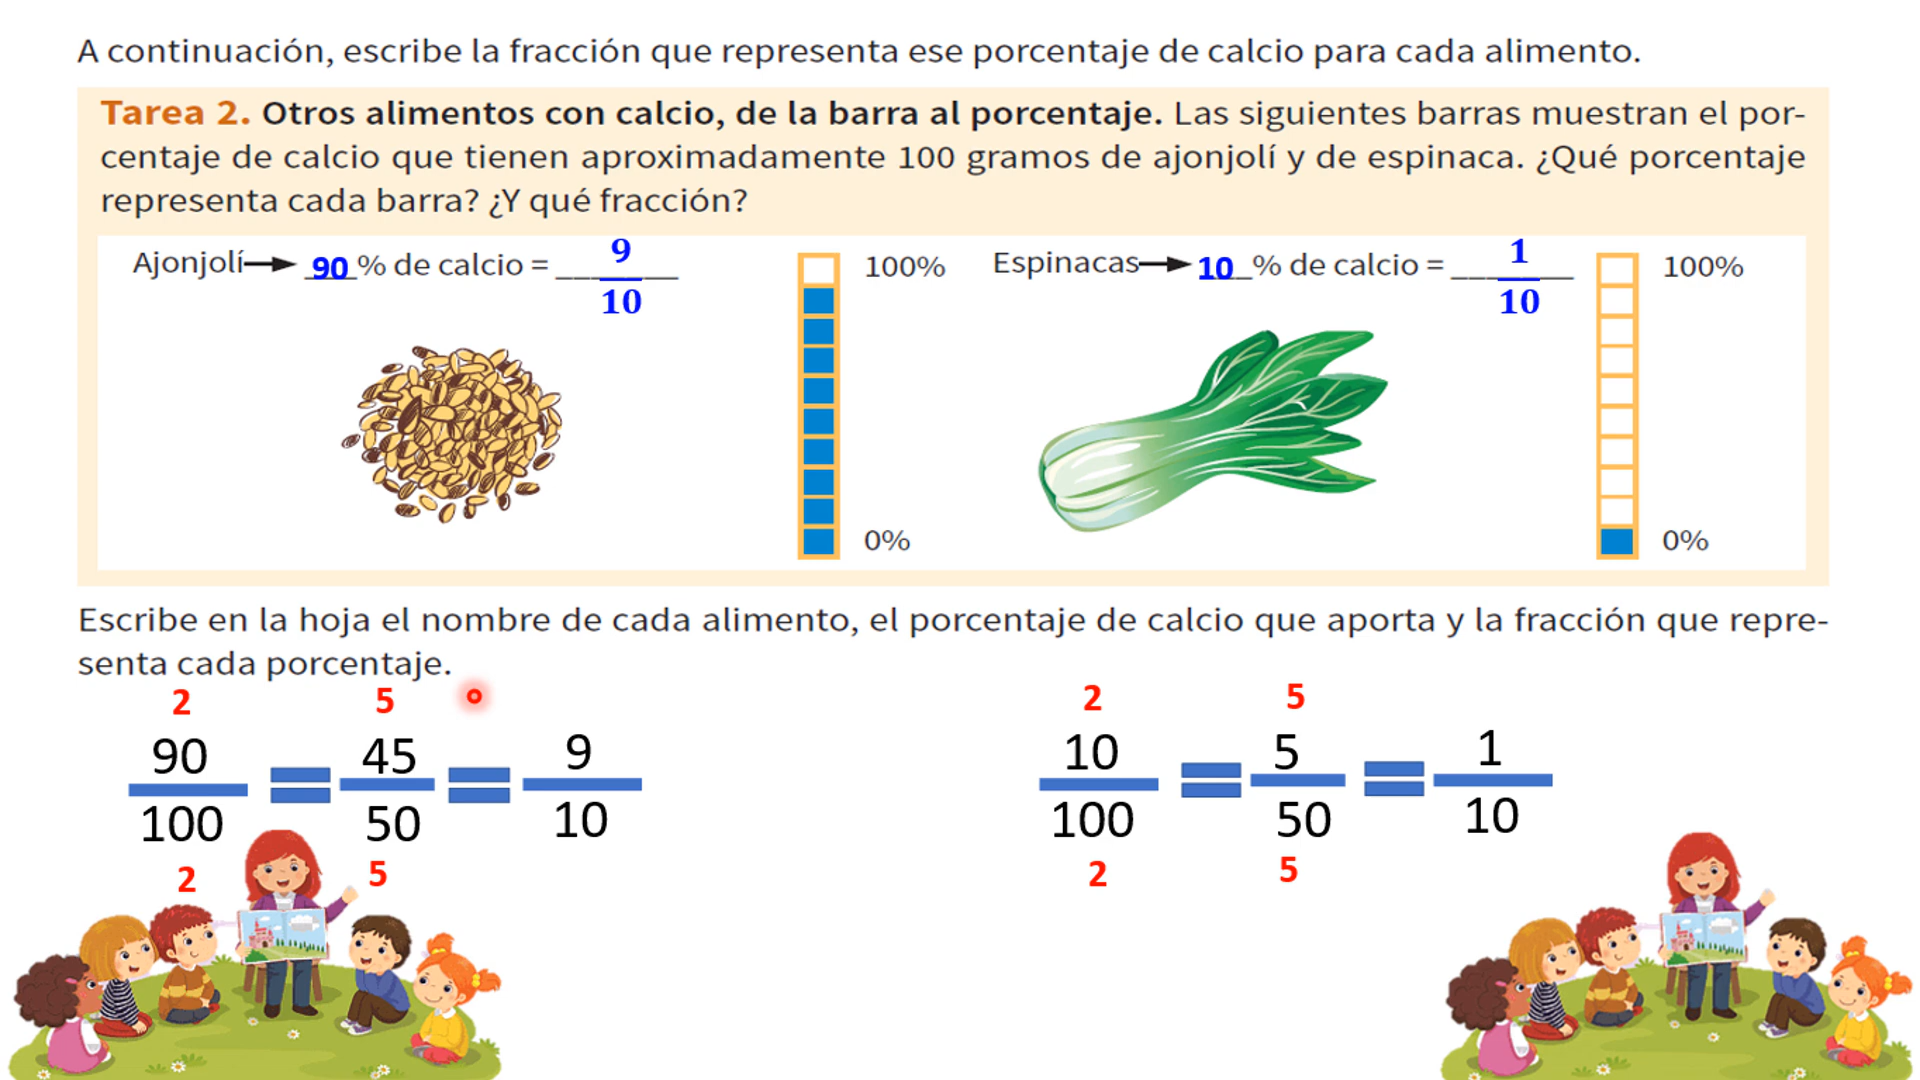 A continuación, escribe la fracción que representa ese porcentaje de calcio para cada alimento.
Tarea 2. Otros alimentos con calcio, de la barra al porcentaje. Las siguientes barras muestran el por-
centaje de calcio que tienen aproximadamente 100 gramos de ajonjolí y de espinaca. ¿Qué porcentaje
representa cada barra? ¿Y qué fracción?
Ajonjolí 90 % de calcio = 9
10
100%
0%
Espinacas 10 % de calcio = 1
10
100%
0%
Escribe en la hoja el nombre de cada alimento, el porcentaje de calcio que aporta y la fracción que repre-
senta cada porcentaje.
2 5
90 = 45 = 9
100 50 10
2 5
2 5
10 = 5 = 1
100 50 10
2 5